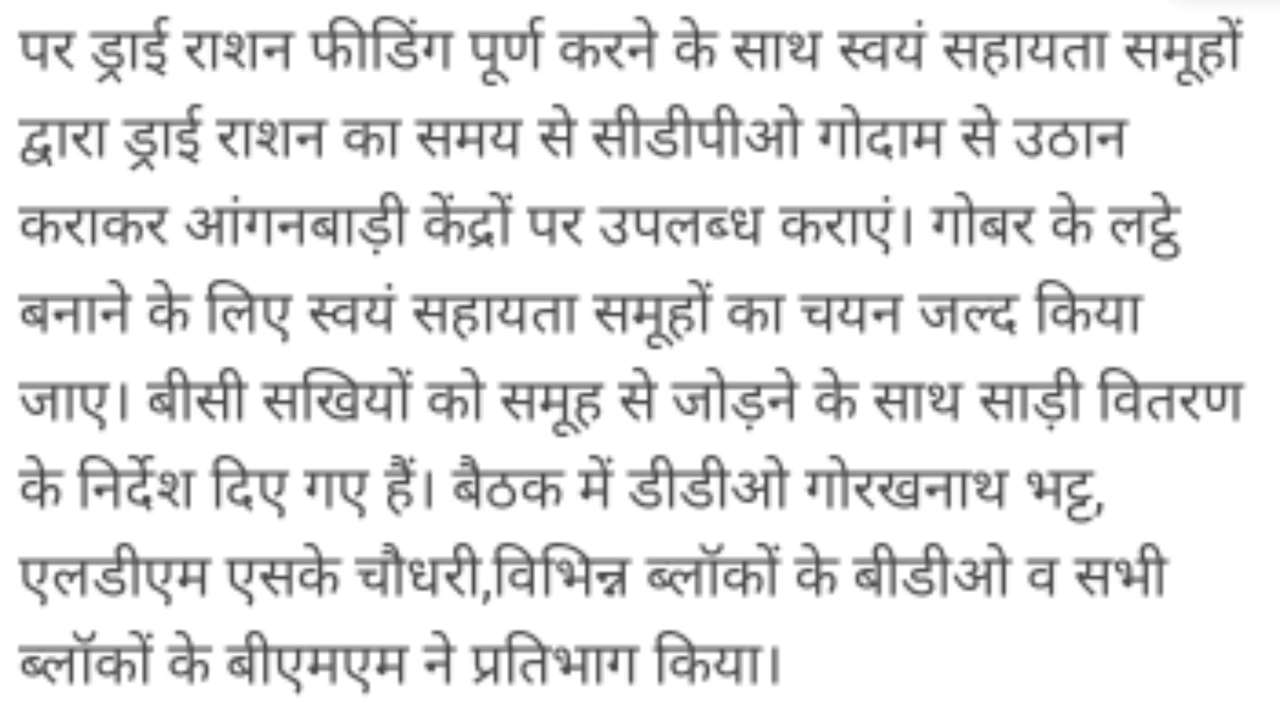 पर ड्राई राशन फीडिंग पूर्ण करने के साथ स्वयं सहायता समूहों
द्वारा ड्राई राशन का समय से सीडीपीओ गोदाम से उठान
कराकर आंगनबाड़ी केंद्रों पर उपलब्ध कराएं। गोबर के लट्ठे
बनाने के लिए स्वयं सहायता समूहों का चयन जल्द किया
जाए। बीसी सखियों को समूह से जोड़ने के साथ साड़ी वितरण
के निर्देश दिए गए हैं। बैठक में डीडीओ गोरखनाथ भट्ट,
एलडीएम एसके चौधरी,विभिन्न ब्लॉकों के बीडीओ व सभी
ब्लॉकों के बीएमएम ने प्रतिभाग किया।